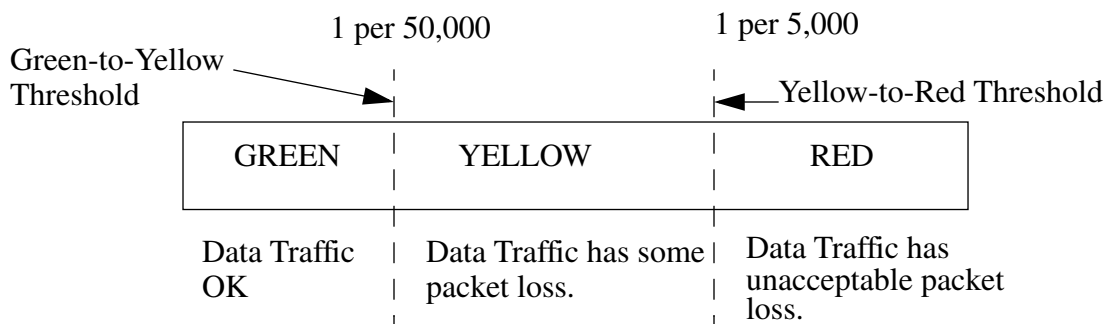 1 per 50,000
1 per 5,000
Green-to-Yellow
Threshold
Yellow-to-Red Threshold
GREEN
YELLOW
RED
Data Traffic
OK
Data Traffic has some
packet loss.
Data Traffic has
unacceptable packet
loss.